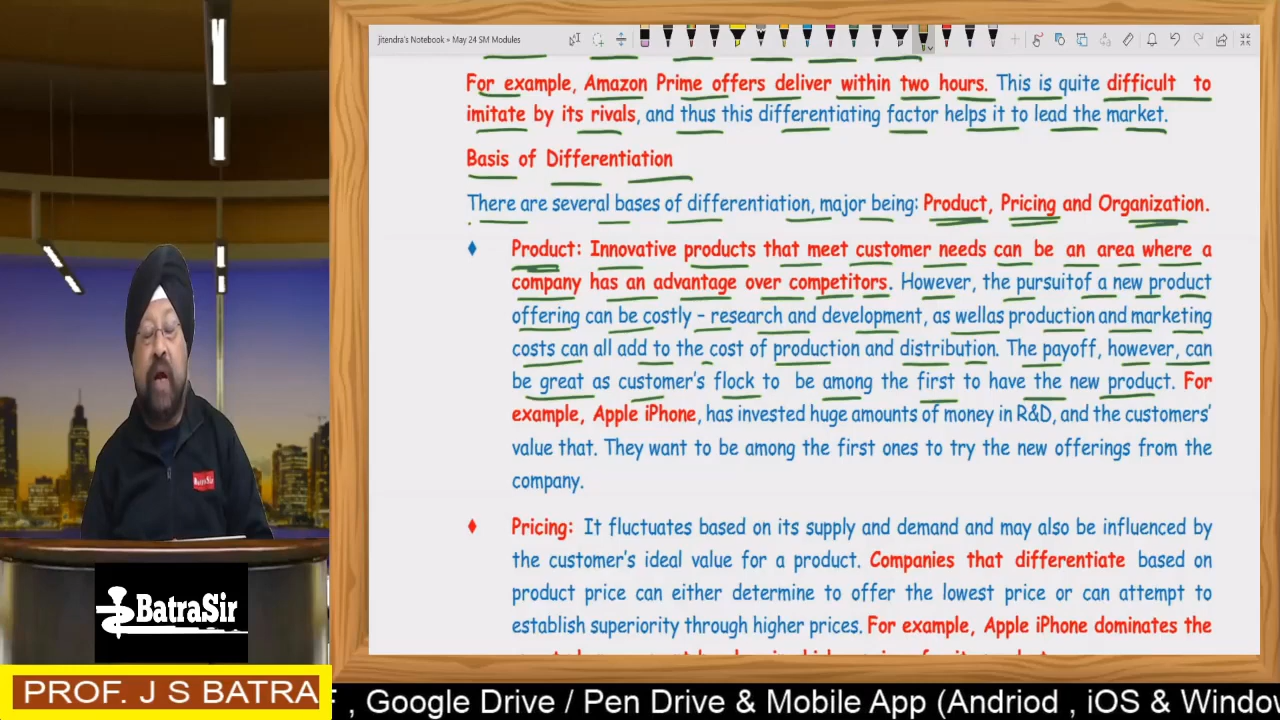 jitendra's Notebook » May 24 SM Modules
For example, Amazon Prime offers deliver within two hours. This is quite difficult to
imitate by its rivals, and thus this differentiating factor helps it to lead the market.
Basis of Differentiation
There are several bases of differentiation, major being: Product, Pricing and Organization.
Product: Innovative products that meet customer needs can be an area where a
company has an advantage over competitors. However, the pursuitof a new product
offering can be costly – research and development, as wellas production and marketing
costs can all add to the cost of production and distribution. The payoff, however, can
be great as customer's flock to be among the first to have the new product. For
example, Apple iPhone, has invested huge amounts of money in R&D, and the customers'
value that. They want to be among the first ones to try the new offerings from the
company.
Pricing: It fluctuates based on its supply and demand and may also be influenced by
the customer's ideal value for a product. Companies that differentiate based on
product price can either determine to offer the lowest price or can attempt to
establish superiority through higher prices. For example, Apple iPhone dominates the
BatraSir
BatraSir
PROF. J S BATRA
, Google Drive / Pen Drive & Mobile App (Andriod , iOS & Window